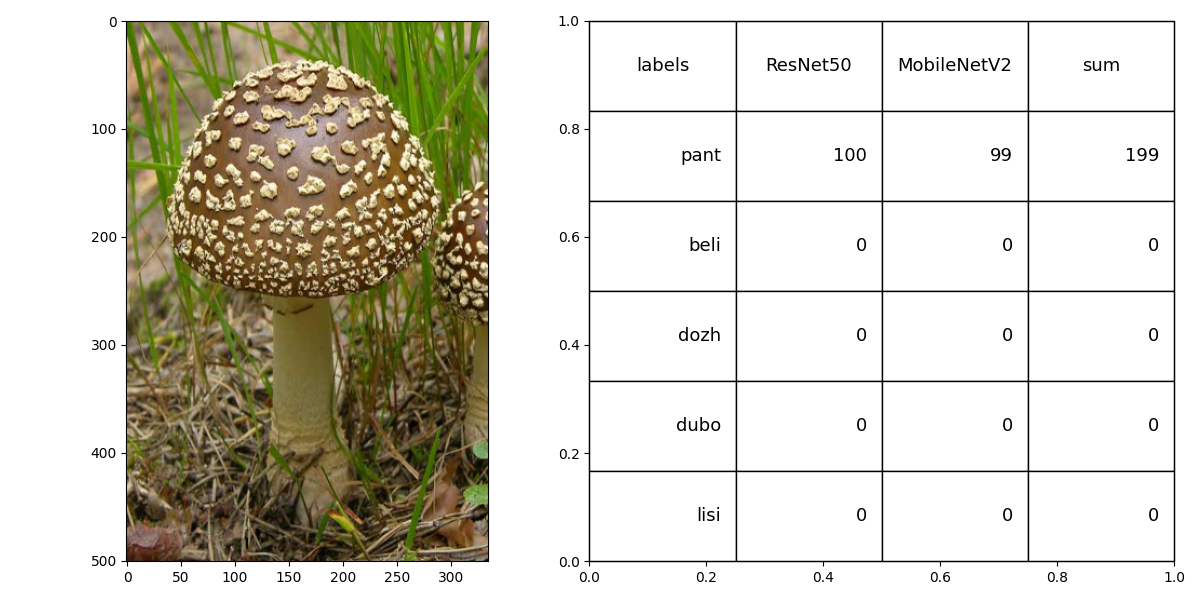 0
100
200
300
400
500
0 50 100 150 200 250 300
1.0
0.8
0.6
0.4
0.2
0.0
0.0 0.2 0.4 0.6 0.8 1.0
labels ResNet50 MobileNetV2 sum
pant 100 99 199
beli 0 0 0
dozh 0 0 0
dubo 0 0 0
lisi 0 0 0